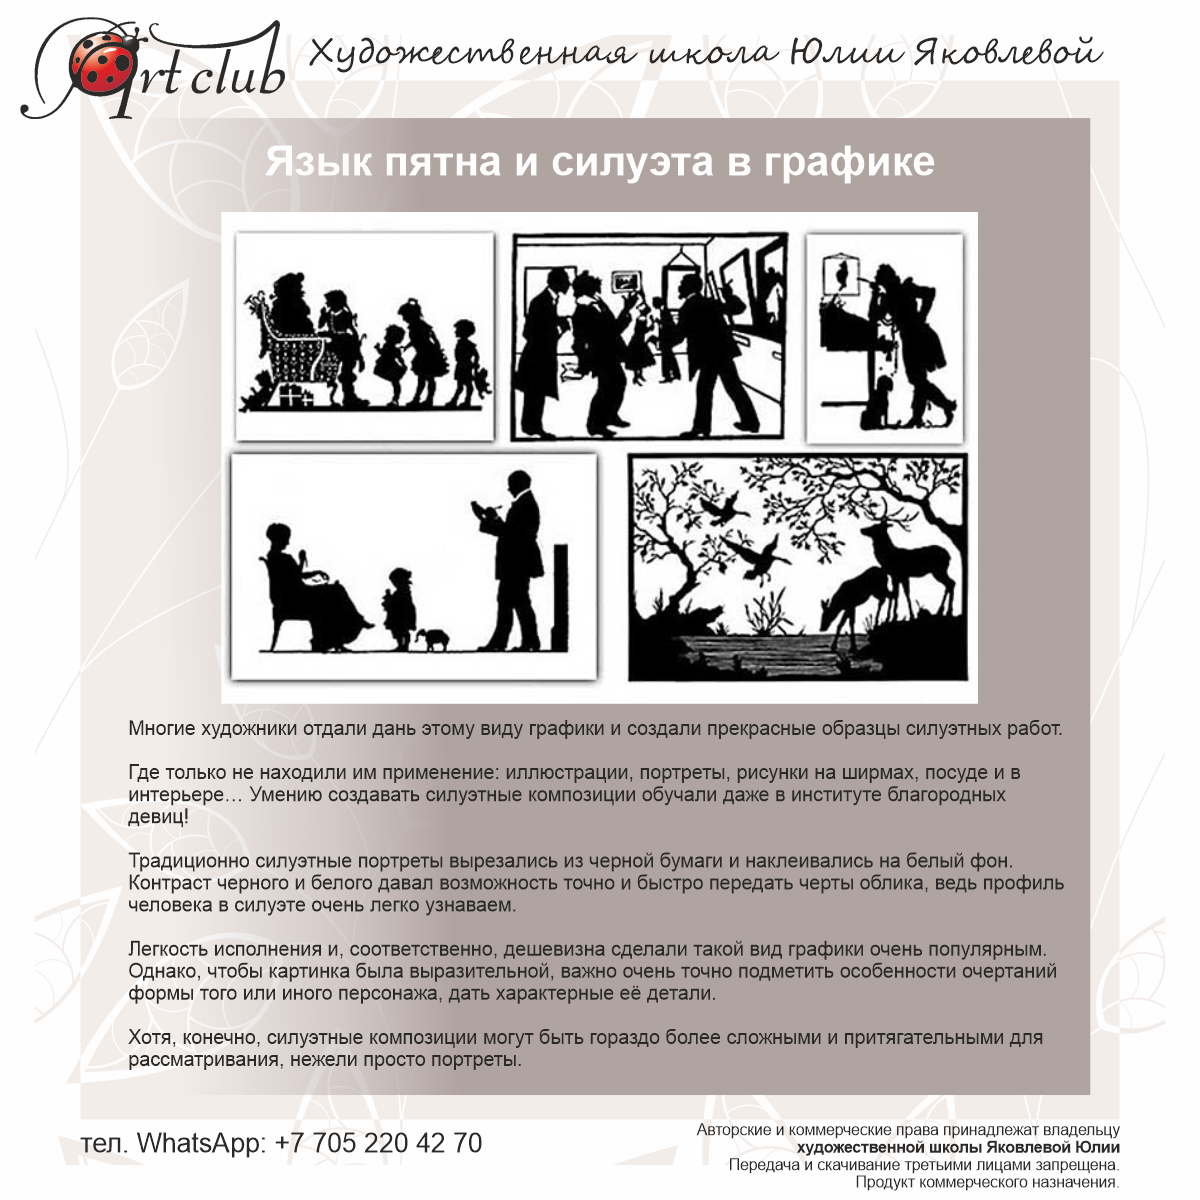 Art club
Художественная школа Юлии Яковлевой
Язык пятна и силуэта в графике
Многие художники отдали дань этому виду графики и создали прекрасные образцы силуэтных работ.
Где только не находили им применение: иллюстрации, портреты, рисунки на ширмах, посуде и в
интерьере… Умению создавать силуэтные композиции обучали даже в институте благородных
девиц!
Традиционно силуэтные портреты вырезались из черной бумаги и наклеивались на белый фон.
Контраст черного и белого давал возможность точно и быстро передать черты облика, ведь профиль
человека в силуэте очень легко узнаваем.
Легкость исполнения и, соответственно, дешевизна сделали такой вид графики очень популярным.
Однако, чтобы картинка была выразительной, важно очень точно подметить особенности очертаний
формы того или иного персонажа, дать характерные её детали.
Хотя, конечно, силуэтные композиции могут быть гораздо более сложными и притягательными для
рассматривания, нежели просто портреты.
тел. WhatsApp: +7 705 220 42 70
Авторские и коммерческие права принадлежат владельцу
художественной школы Яковлевой Юлии
Передача и скачивание третьими лицами запрещена.
Продукт коммерческого назначения.